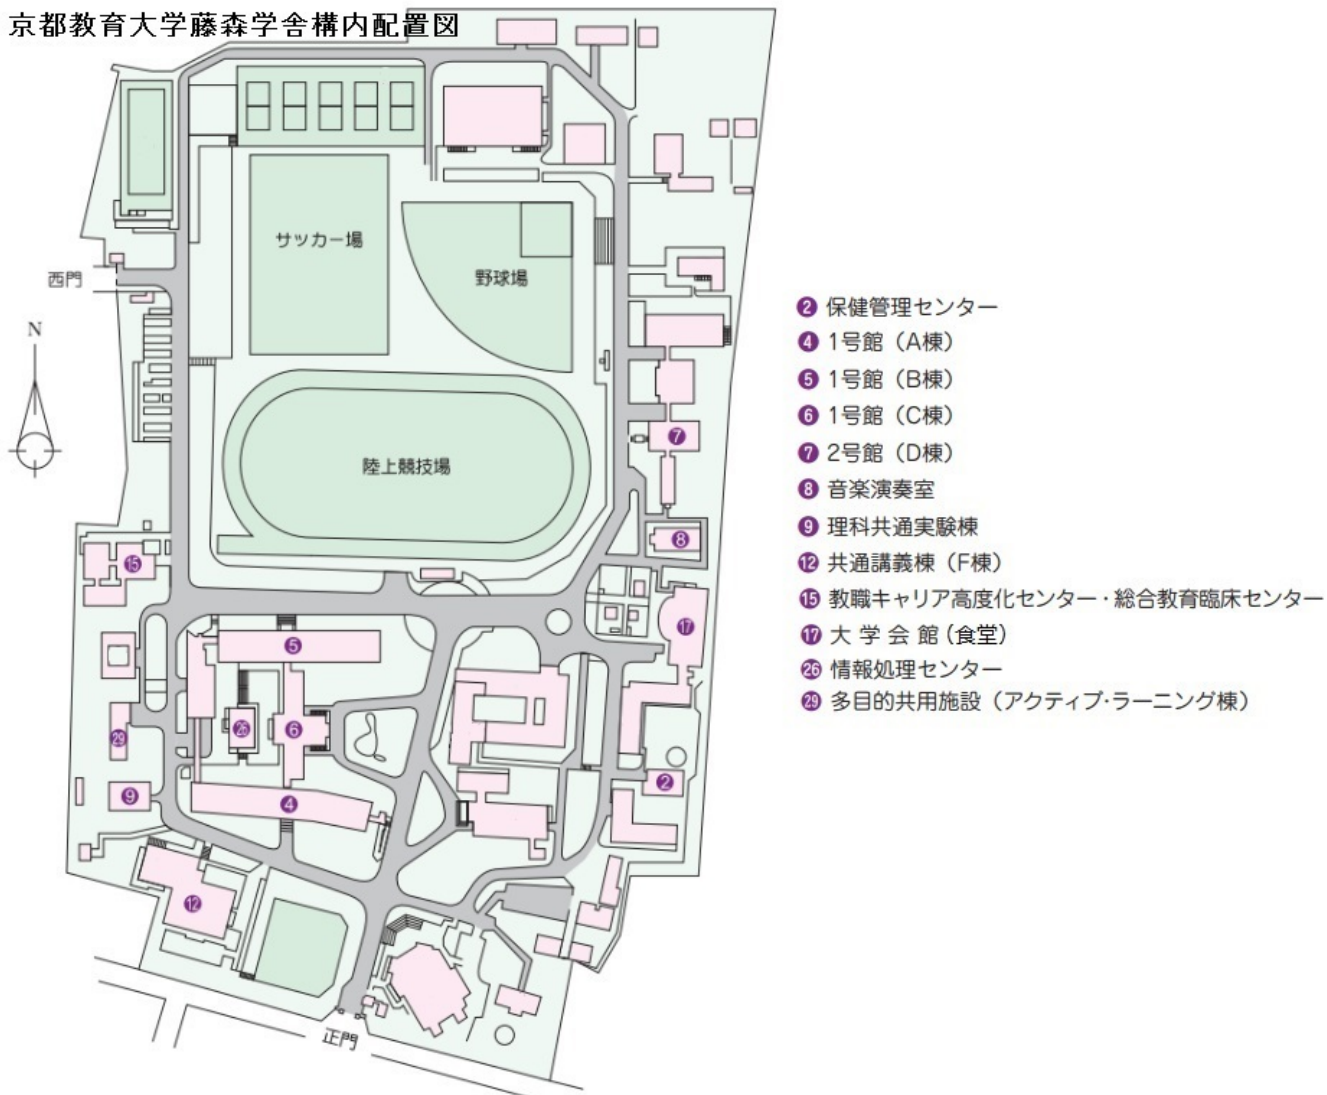 京都教育大学藤森学舎構内配置図
サッカー場
野球場
西門
N
陸上競技場
7
8
15
17
5
26
6
29
2
9
4
12
正門
2 保健管理センター
4 1号館（A棟）
5 1号館（B棟）
6 1号館（C棟）
7 2号館（D棟）
8 音楽演奏室
9 理科共通実験棟
12 共通講義棟（F棟）
15 教職キャリア高度化センター・総合教育臨床センター
17 大 学 会 館（食堂）
26 情報処理センター
29 多目的共用施設（アクティブ・ラーニング棟）